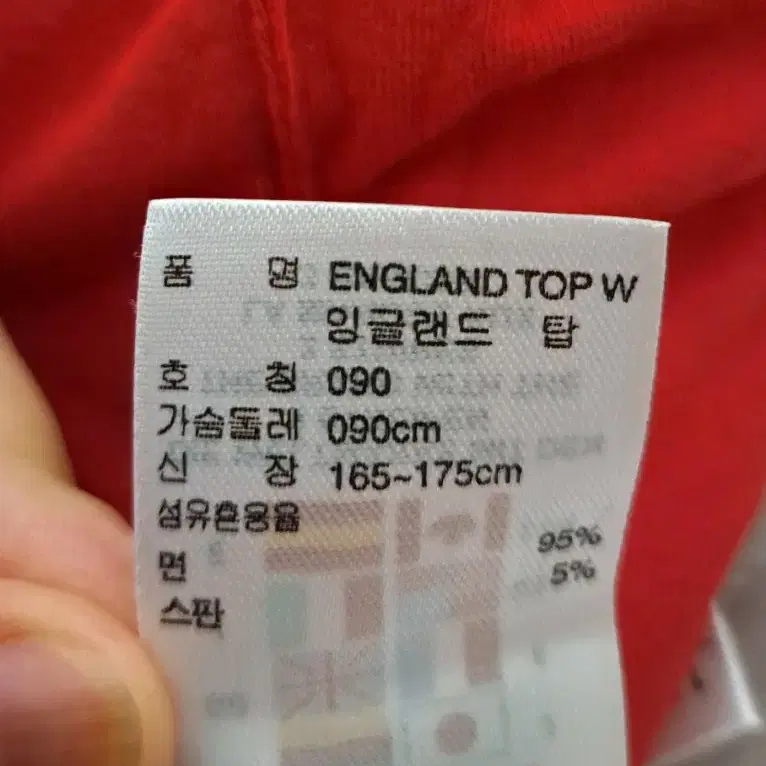 품 명 ENGLAND TOP W
잉글랜드 탑
호 칭 090
가슴둘레 090cm
신 장 165~175cm
섬유혼용율
면 95%
스판 5%